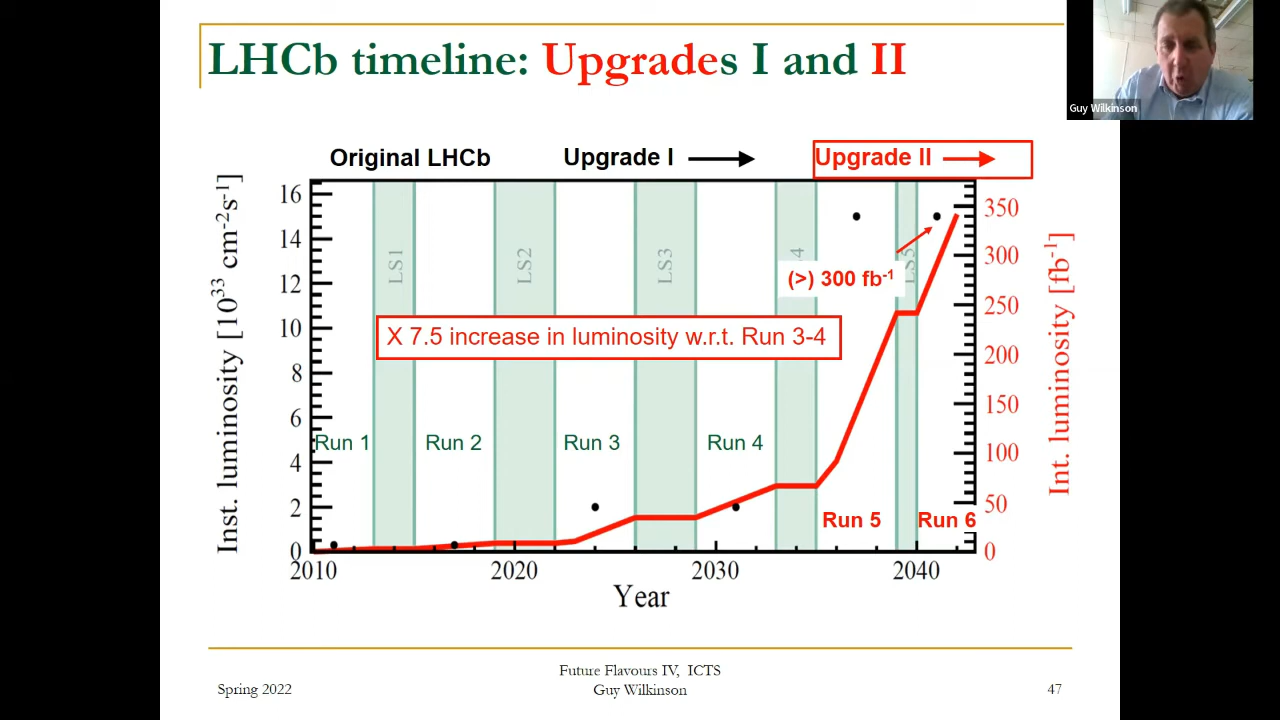 LHCb timeline: Upgrades I and II
Guy Wilkinson
Original LHCb
Upgrade I
Upgrade II
Inst. luminosity [10³³ cm⁻²s⁻¹]
16
14
12
10
8
6
4
2
0
LS1
LS2
LS3
4
LS5
(>) 300 fb⁻¹
X 7.5 increase in luminosity w.r.t. Run 3-4
Run 1
Run 2
Run 3
Run 4
Run 5
Run 6
350
300
250
200
150
100
50
0
Int. luminosity [fb⁻¹]
2010
2020
2030
2040
Year
Spring 2022
Future Flavours IV, ICTS
Guy Wilkinson
47